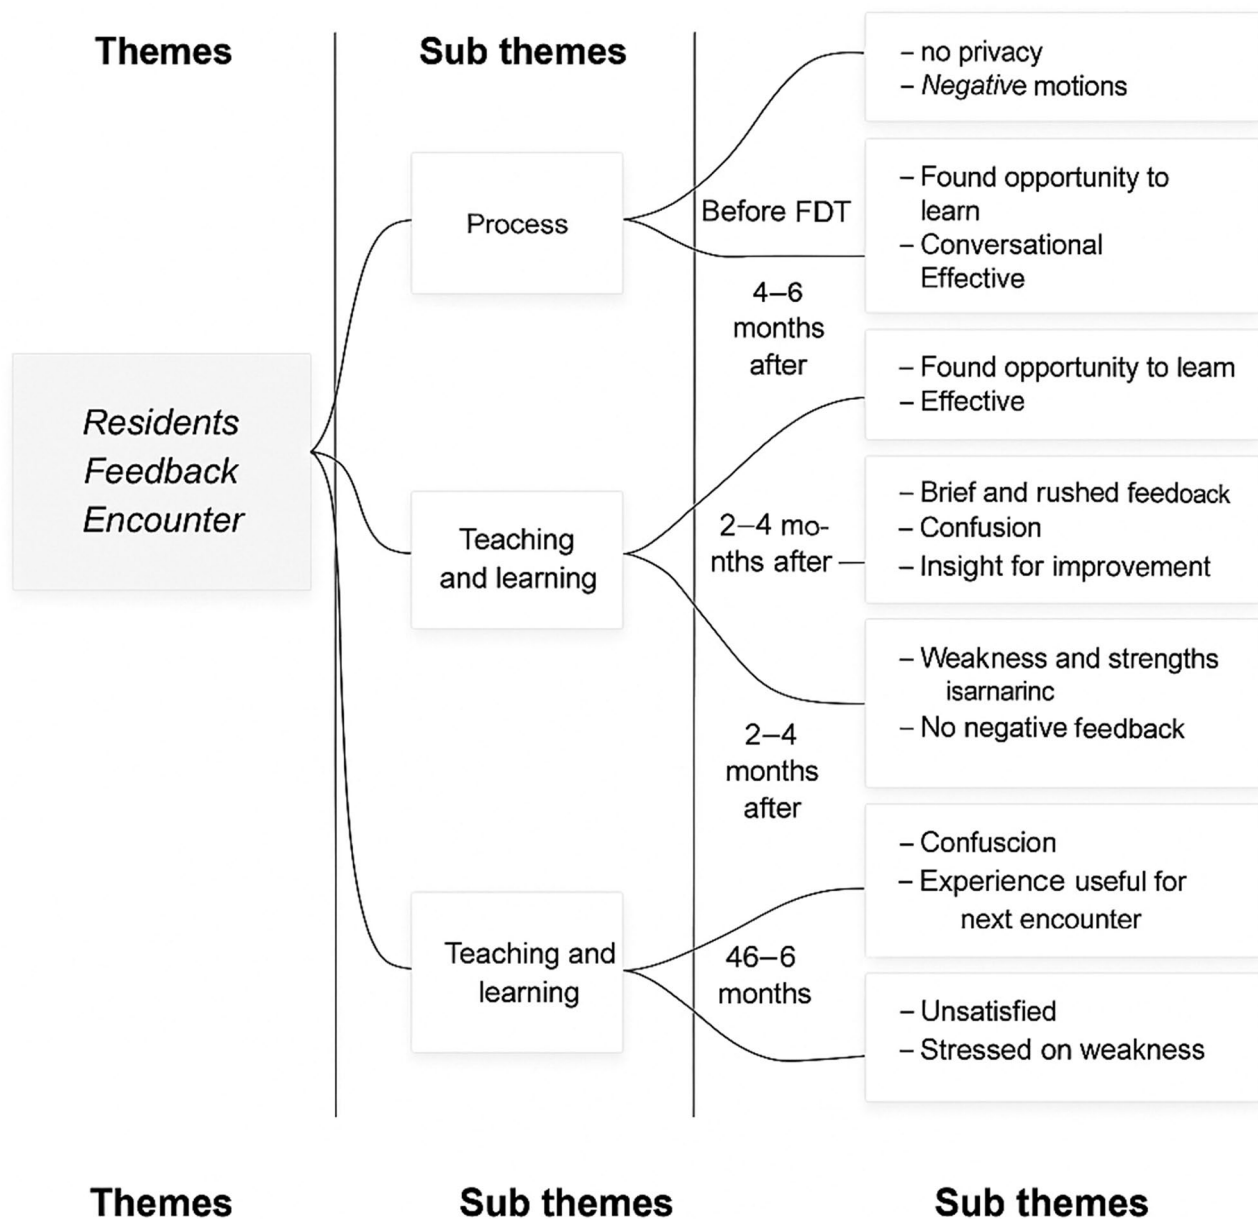 Themes
Sub themes
– no privacy
– Negative motions
Process
Before FDT
– Found opportunity to
learn
– Conversational
Effective
4–6
months
after
Residents
Feedback
Encounter
– Found opportunity to leam
– Effective
Teaching
and learning
2–4 mo-
nths after
– Brief and rushed feedoack
– Confusion
– Insight for improvement
– Weakness and strengths
isarnarinc
– No negative feedback
2–4
months
after
– Confuscion
– Experience useful for
next encounter
Teaching and
learning
46–6
months
– Unsatisfied
– Stressed on weakness
Themes
Sub themes
Sub themes